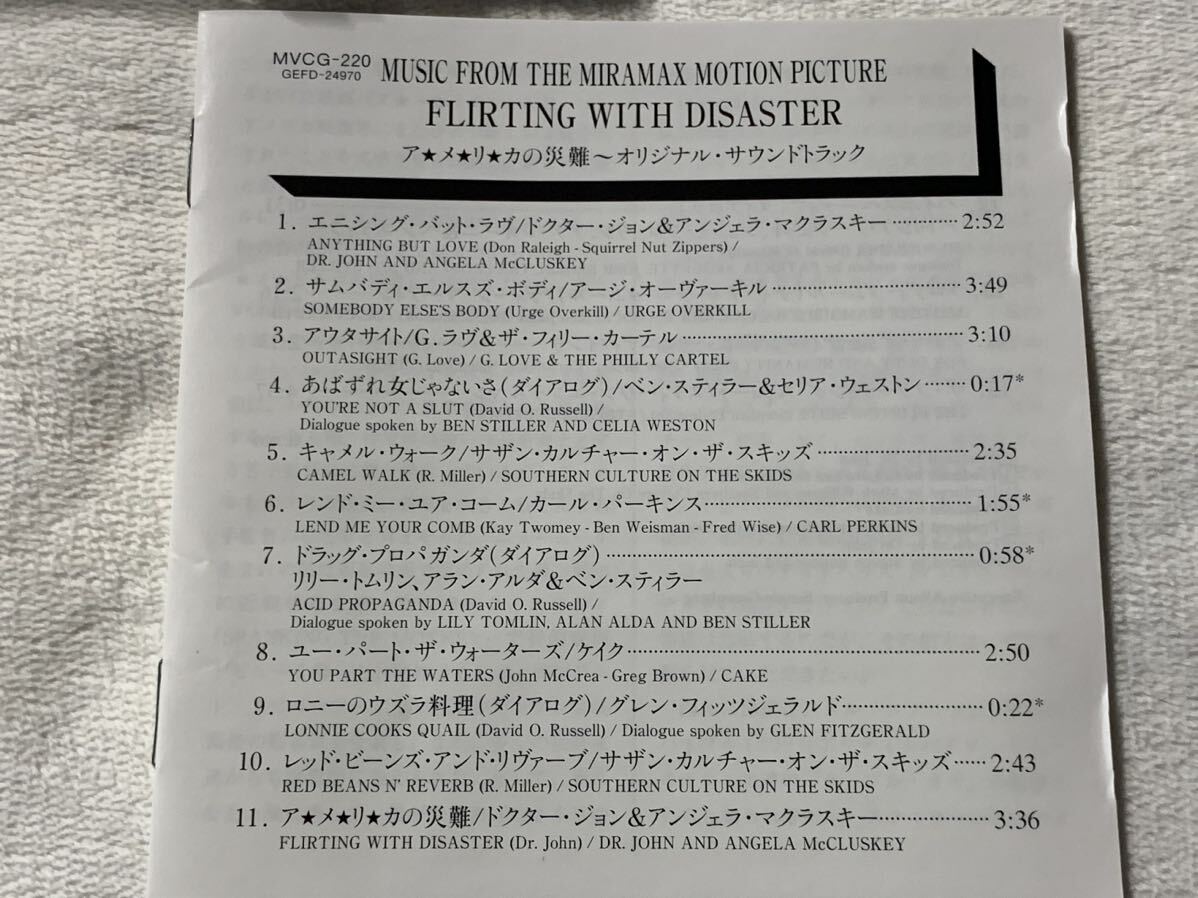 MVCG-220
GEFD-24970
MUSIC FROM THE MIRAMAX MOTION PICTURE
FLIRTING WITH DISASTER
ア★メ★リ★カの災難~オリジナル・サウンドトラック
1. エニシング・バット・ラヴ/ドクター・ジョン&アンジェラ・マクラスキー…………2:52
ANYTHING BUT LOVE (Don Raleigh - Squirrel Nut Zippers) /
DR. JOHN AND ANGELA McCLUSKEY
2. サムバディ・エルスズ・ボディ/アージ・オーヴァーキル……………………………3:49
SOMEBODY ELSE'S BODY (Urge Overkill) / URGE OVERKILL
3. アウタサイト/G. ラヴ&ザ・フィリー・カーテル……………………………………3:10
OUTASIGHT (G. Love) / G. LOVE & THE PHILLY CARTEL
4. あばずれ女じゃないさ(ダイアログ)/ベン・スティラー&セリア・ウェストン………0:17*
YOU'RE NOT A SLUT (David O. Russell) /
Dialogue spoken by BEN STILLER AND CELIA WESTON
5. キャメル・ウォーク/サザン・カルチャー・オン・ザ・スキッズ………………………2:35
CAMEL WALK (R. Miller) / SOUTHERN CULTURE ON THE SKIDS
6. レンド・ミー・ユア・コーム/カール・パーキンス……………………………………1:55*
LEND ME YOUR COMB (Kay Twomey - Ben Weisman - Fred Wise) / CARL PERKINS
7. ドラッグ・プロパガンダ(ダイアログ)…………………………………………………0:58*
リリー・トムリン、アラン・アルダ&ベン・スティラー
ACID PROPAGANDA (David O. Russell) /
Dialogue spoken by LILY TOMLIN, ALAN ALDA AND BEN STILLER
8. ユー・パート・ザ・ウォーターズ/ケイク………………………………………………2:50
YOU PART THE WATERS (John McCrea - Greg Brown) / CAKE
9. ロニーのウズラ料理(ダイアログ)/グレン・フィッツジェラルド……………………0:22*
LONNIE COOKS QUAIL (David O. Russell) / Dialogue spoken by GLEN FITZGERALD
10. レッド・ビーンズ・アンド・リヴァーブ/サザン・カルチャー・オン・ザ・スキッズ……2:43
RED BEANS N' REVERB (R. Miller) / SOUTHERN CULTURE ON THE SKIDS
11. ア★メ★リ★カの災難/ドクター・ジョン&アンジェラ・マクラスキー…………………3:36
FLIRTING WITH DISASTER (Dr. John) / DR. JOHN AND ANGELA McCLUSKEY